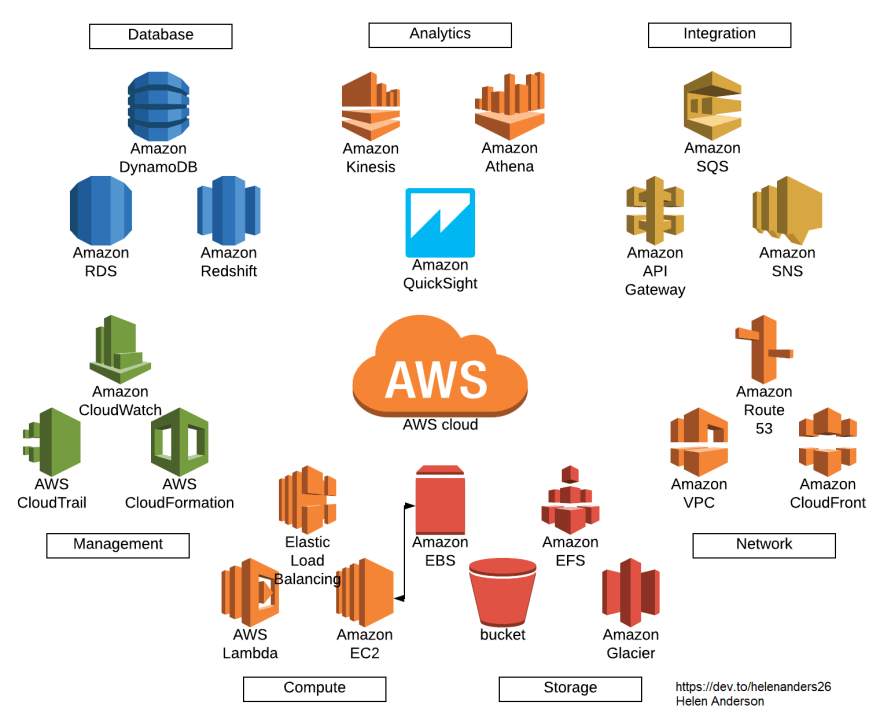 Database
Analytics
Integration
Amazon
DynamoDB
Amazon
Kinesis
Amazon
Athena
Amazon
SQS
Amazon
RDS
Amazon
Redshift
Amazon
QuickSight
Amazon
API
Gateway
Amazon
SNS
AWS
AWS cloud
Amazon
CloudWatch
Amazon
Route
53
AWS
CloudTrail
AWS
CloudFormation
Amazon
VPC
Amazon
CloudFront
Management
Elastic
Load
Balancing
Amazon
EBS
Amazon
EFS
Network
AWS
Lambda
Amazon
EC2
bucket
Amazon
Glacier
Compute
Storage
https://dev.to/helenanders26
Helen Anderson